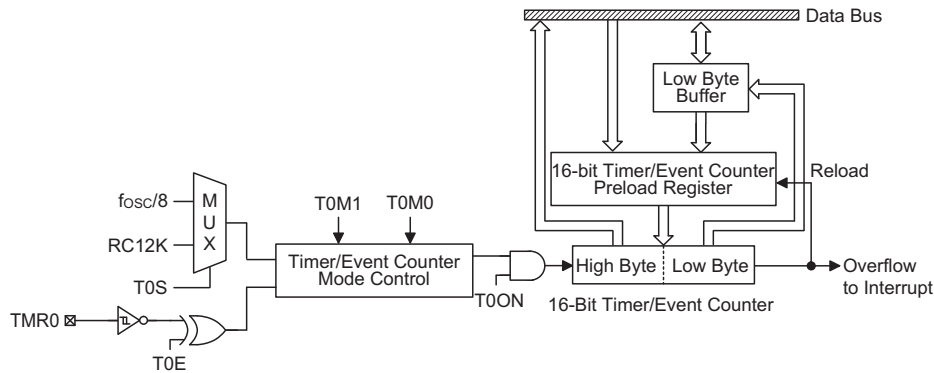 Data Bus
Low Byte
Buffer
16-bit Timer/Event Counter
Preload Register
Reload
fOSC/8
M
U
X
T0M1
T0M0
RC12K
Timer/Event Counter
Mode Control
High Byte
Low Byte
Overflow
to Interrupt
T0S
T0ON
16-Bit Timer/Event Counter
TMR0
T0E